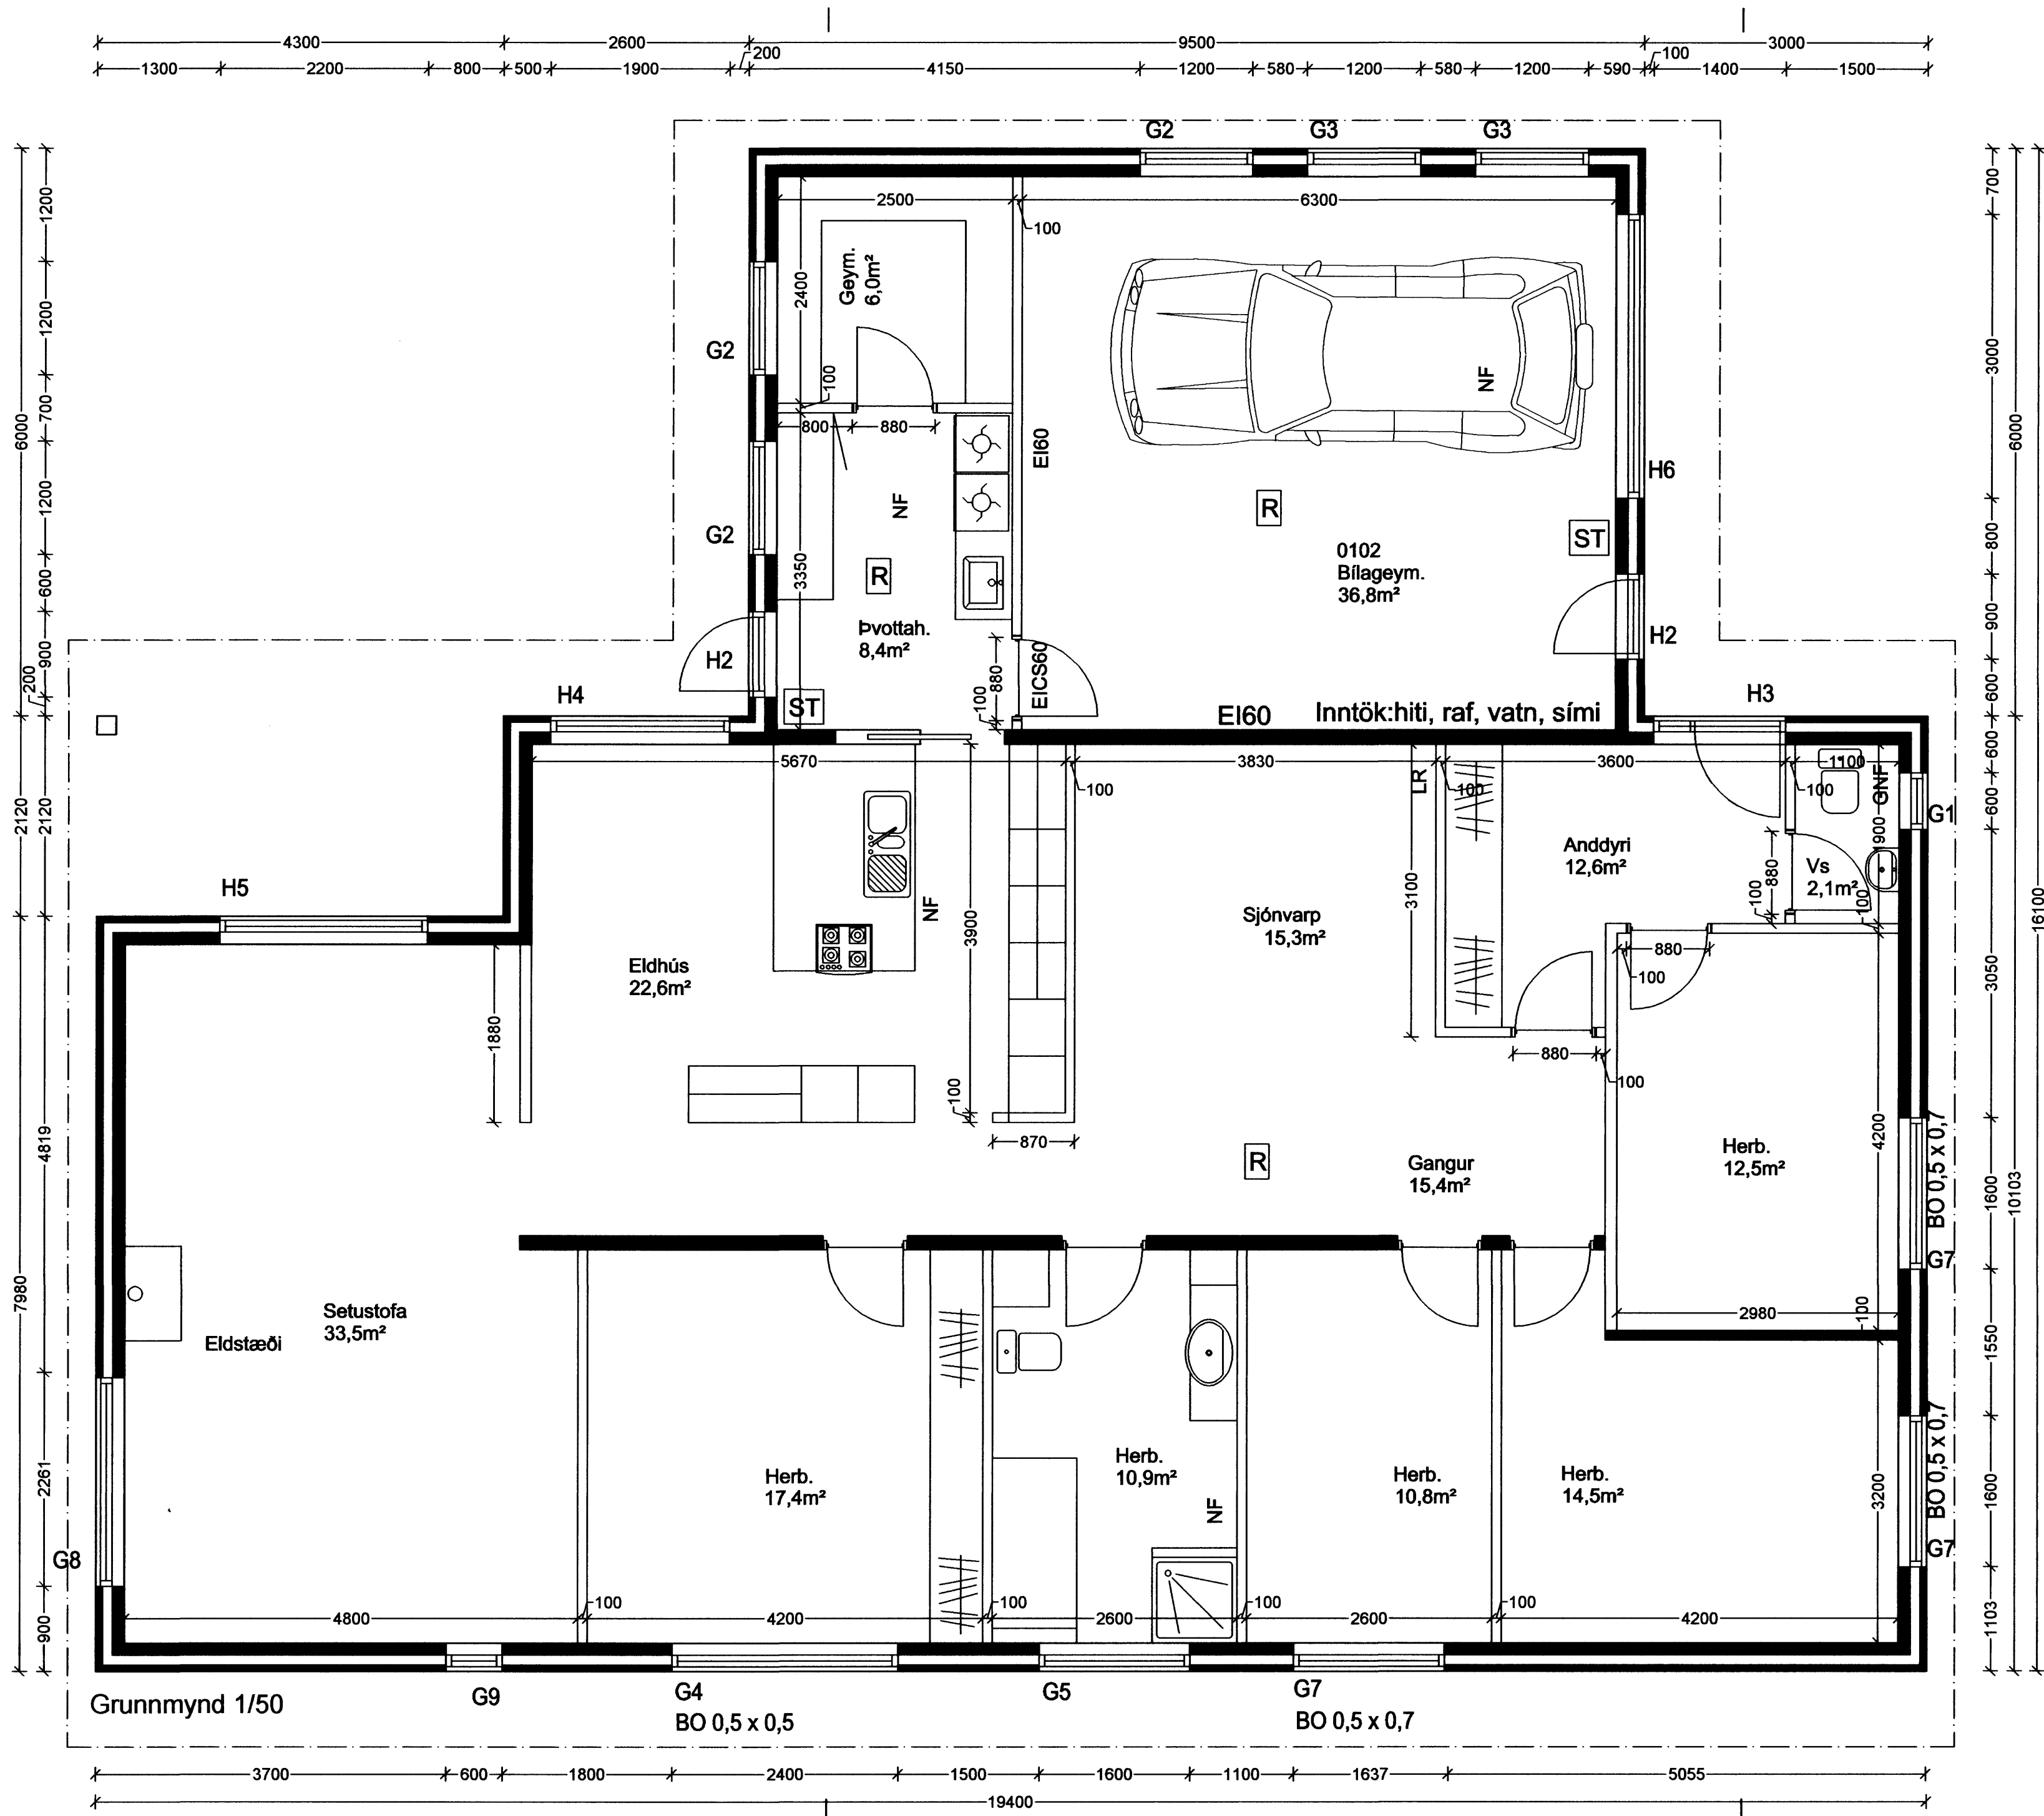 4300 2600 9500 3000
200 100
1300 2200 800 500 1900 4150 1200 580 1200 580 1200 590 1400 1500
G2 G3 G3
1200
700
2500 6300
100
Geym.
6,0m²
2400
1200
3000
G2
NF
100
6000
700
800 880
EI60
6000
H6
1200
NF
R
ST
G2
800
0102
Bílageym.
36,8m²
R
3350
600
Þvottah.
8,4m²
900
H2
900
880
EICS60
H2
200
H4
ST
100
EI60
Inntök:hiti, raf, vatn, sími
H3
600
5670 3830 3600 1100
100 LR 100 100
GNF
600
2120
2120
600
G1
Anddyri
12,6m²
1900
Vs
2,1m²
880
100
100
H5
NF
3900
3100
Sjónvarp
15,3m²
16100
Eldhús
22,6m²
880
100
3050
1880
880
100
100
870
4819
R
Gangur
15,4m²
Herb.
12,5m²
4200
1600
10103
BO 0,5 x 0,7
G7
7980
Setustofa
33,5m²
Eldstæði
2980
100
1550
Herb.
17,4m²
Herb.
10,9m²
NF
Herb.
10,8m²
Herb.
14,5m²
3200
1600
BO 0,5 x 0,7
G7
2261
G8
900
4800 100 4200 100 2600 100 2600 100 4200
1103
Grunnmynd 1/50
G9 G4 G5 G7
BO 0,5 x 0,5 BO 0,5 x 0,7
3700 600 1800 2400 1500 1600 1100 1637 5055
19400